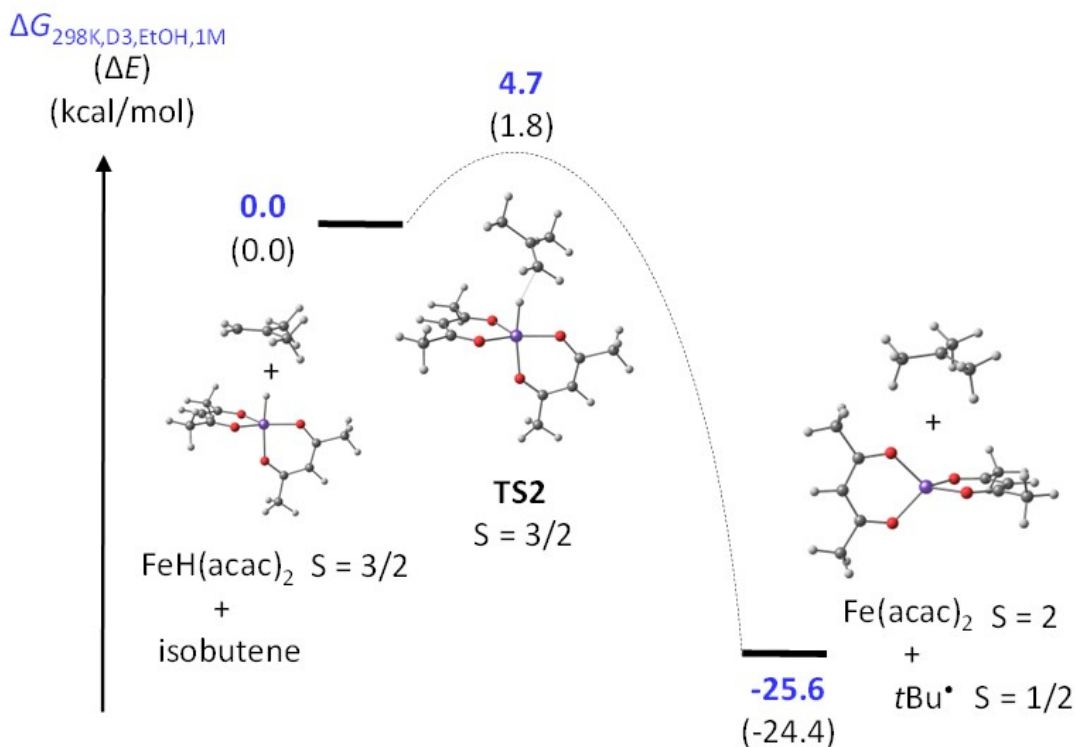 ΔG298K,D3,EtOH,1M
(ΔE)
(kcal/mol)
4.7
(1.8)
0.0
(0.0)
+
TS2
S = 3/2
FeH(acac)2 S = 3/2
+
isobutene
+
Fe(acac)2 S = 2
+
tBu• S = 1/2
-25.6
(-24.4)